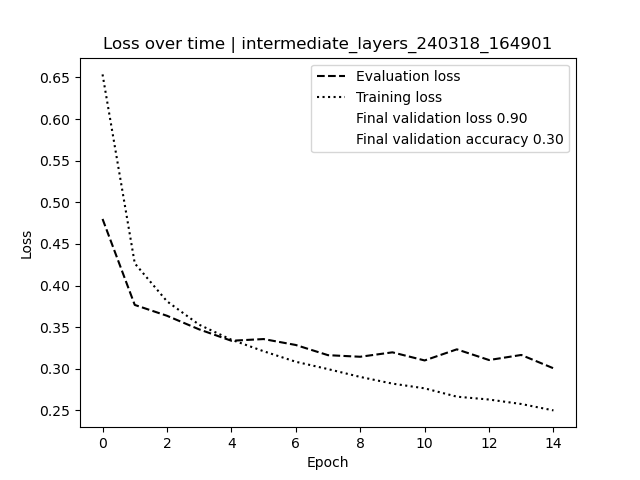 Loss over time | intermediate_layers_240318_164901
Evaluation loss
Training loss
Final validation loss 0.90
Final validation accuracy 0.30
Loss
0.65
0.60
0.55
0.50
0.45
0.40
0.35
0.30
0.25
0 2 4 6 8 10 12 14
Epoch